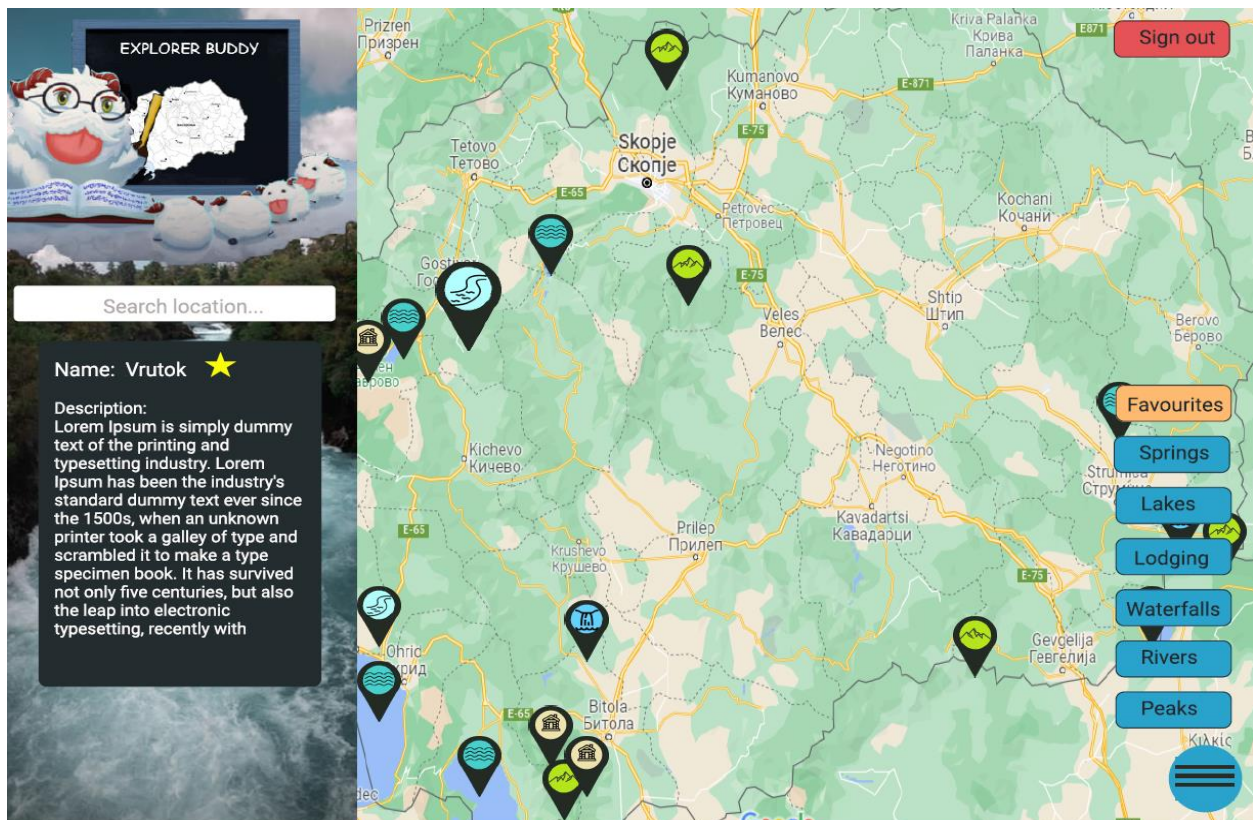 EXPLORER BUDDY
Search location...
Name: Vrutok
Description:
Lorem Ipsum is simply dummy
text of the printing and
typesetting industry. Lorem
Ipsum has been the industry's
standard dummy text ever since
the 1500s, when an unknown
printer took a galley of type and
scrambled it to make a type
specimen book. It has survived
not only five centuries, but also
the leap into electronic
typesetting, recently with
Prizren
Призрен
Kriva Palanka
Крива
Паланка
E871
Sign out
Kumanovo
Куманово
E-871
E-75
Tetovo
Тетово
Skopje
Скопје
E-65
Petrovec
Петровец
Kochani
Кочани
E-75
Shtip
Штип
Veles
Велес
Berovo
Берово
Kichevo
Кичево
Negotino
Неготино
Favourites
Springs
Lakes
Lodging
Waterfalls
Rivers
Peaks
E-65
Prilep
Прилеп
Kavadartsi
Кавадарци
Krushevo
Крушево
E-75
Gevgelija
Гевгелија
Ohrid
E-65
Bitola
Битола
Κιλκίς